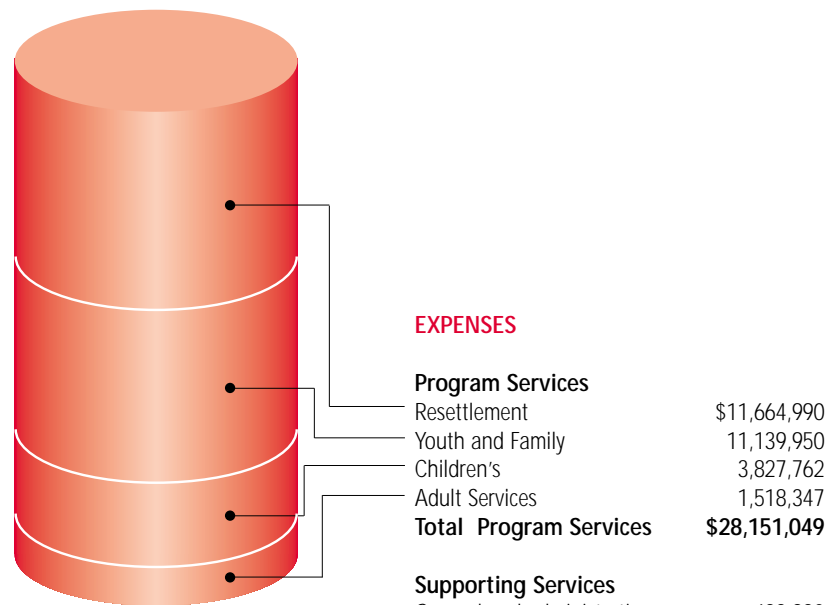 EXPENSES
Program Services
Resettlement $11,664,990
Youth and Family 11,139,950
Children's 3,827,762
Adult Services 1,518,347
Total Program Services $28,151,049
Supporting Services